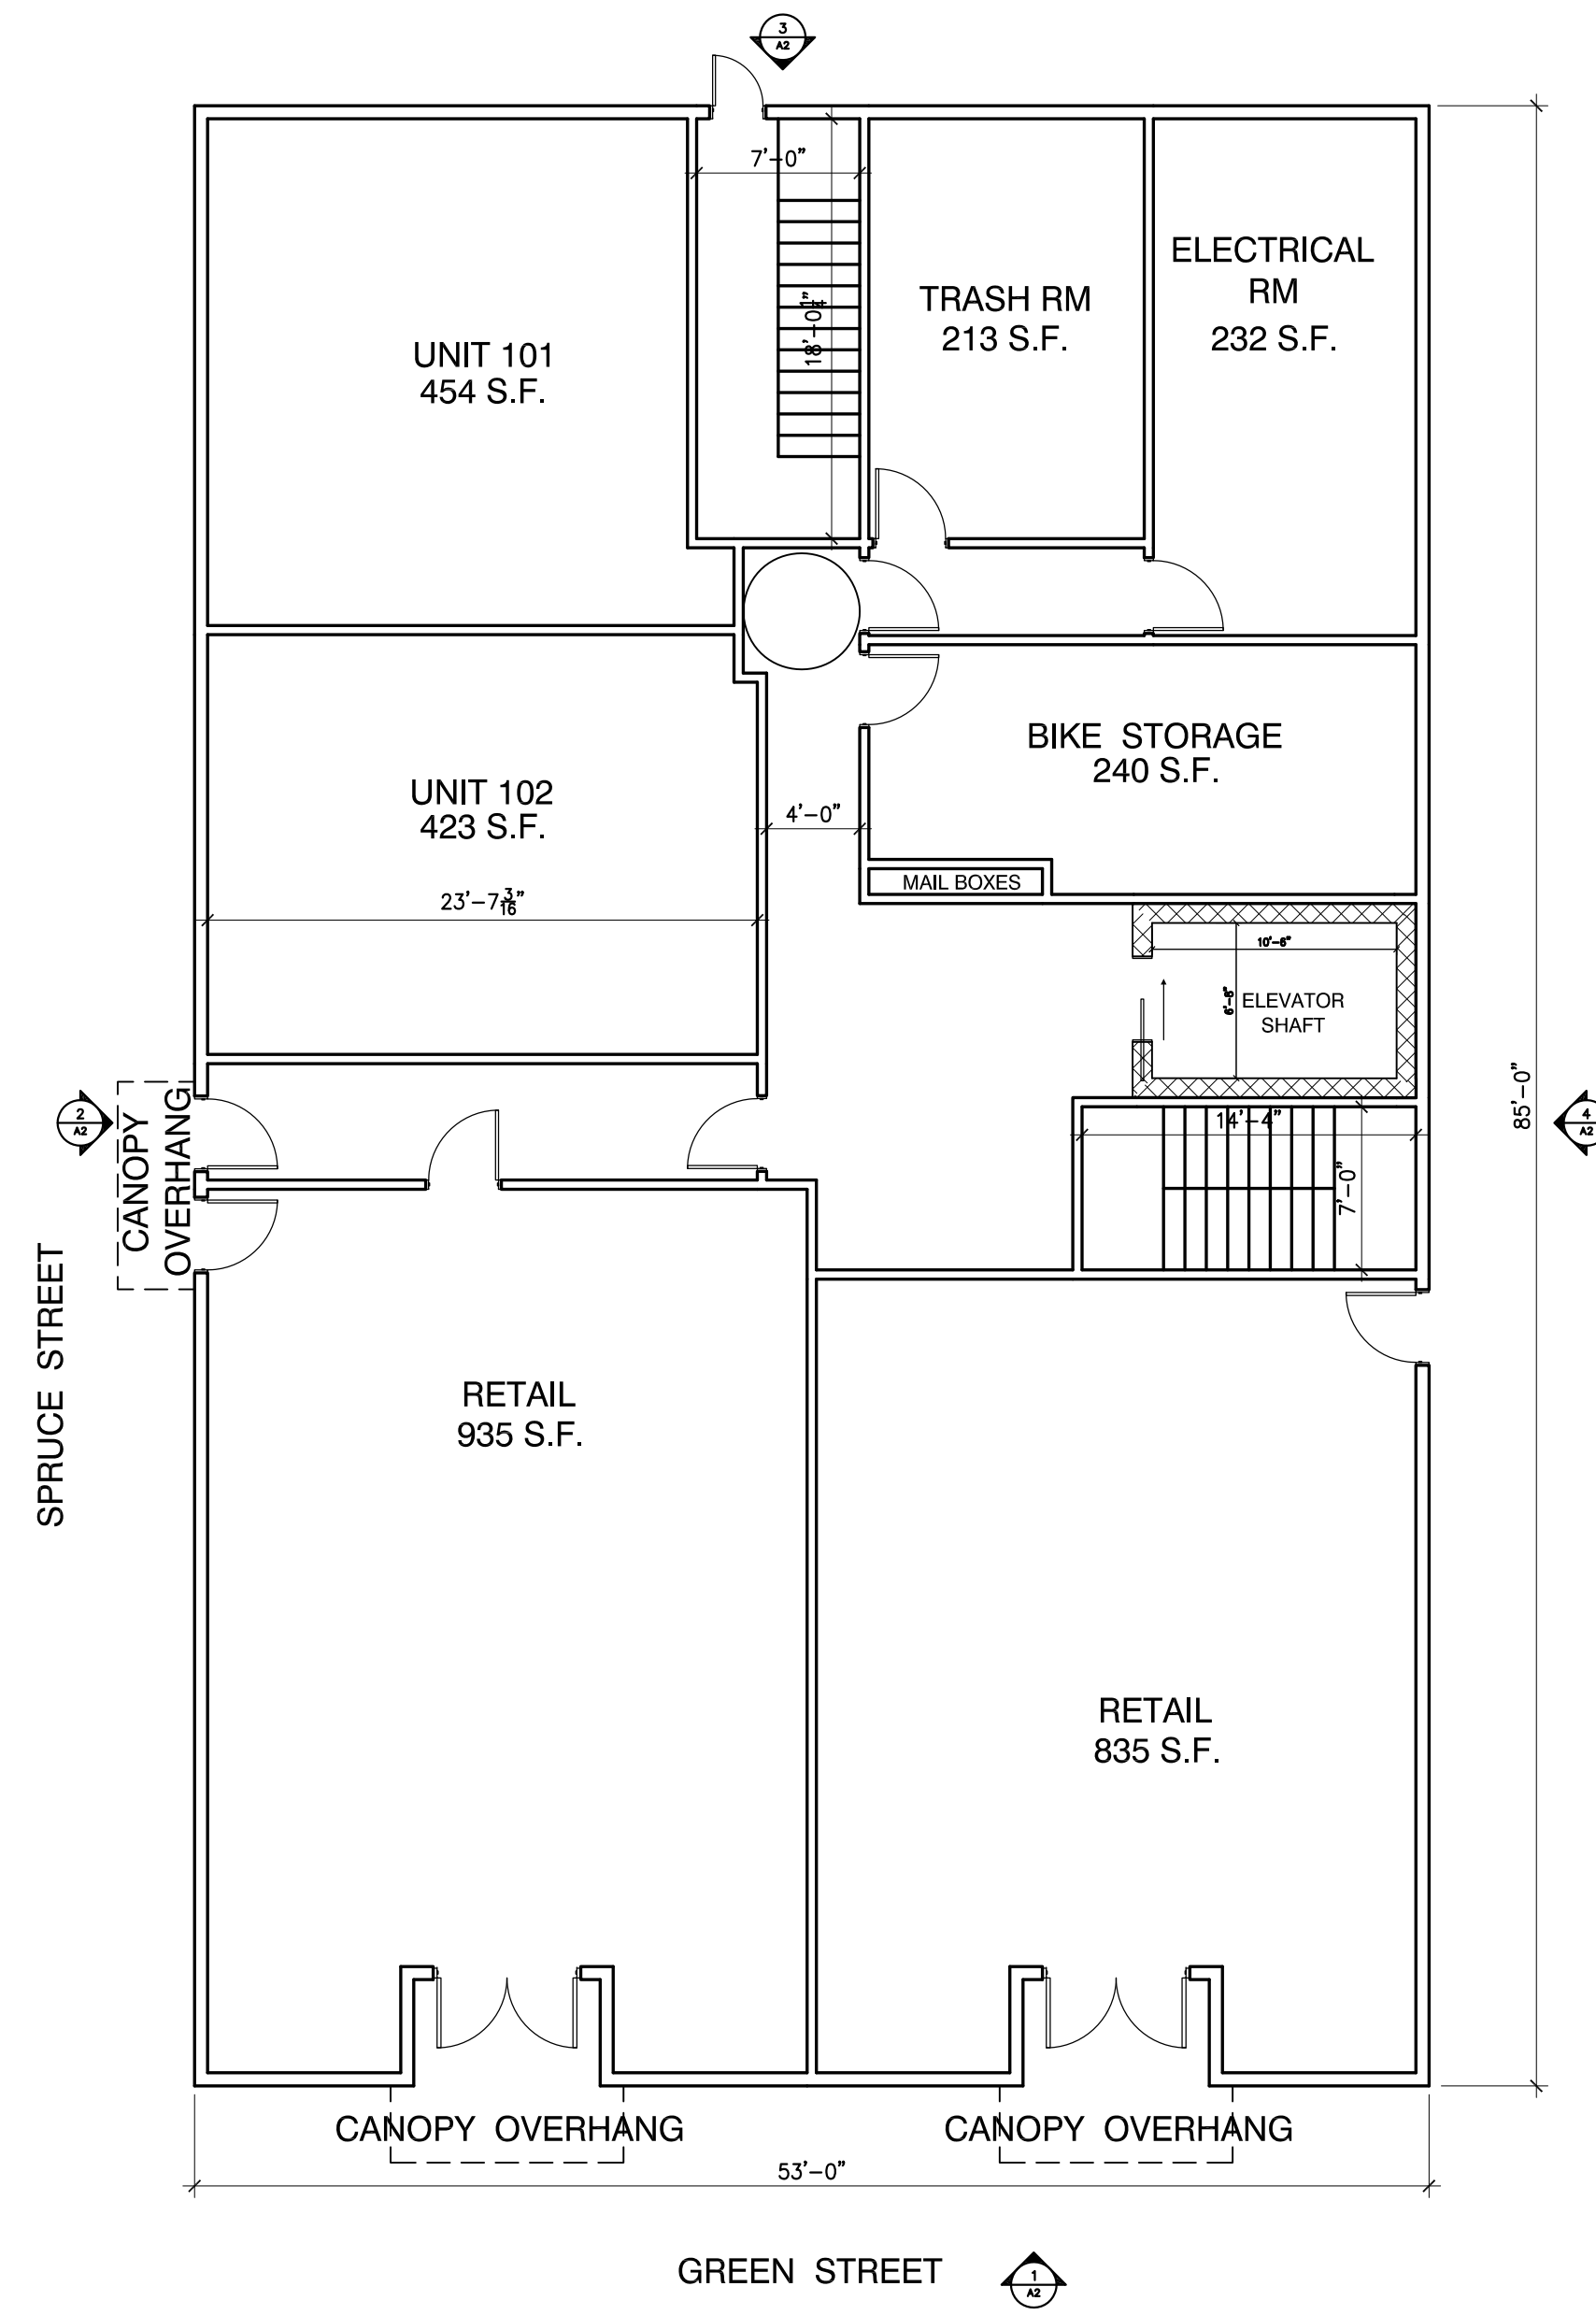 3
A2
7'-0"
ELECTRICAL
RM
232 S.F.
TRASH RM
213 S.F.
18'-0 1/4"
UNIT 101
454 S.F.
BIKE STORAGE
240 S.F.
UNIT 102
423 S.F.
4'-0"
MAIL BOXES
23'-7 3/16"
10'-6"
6'-8"
ELEVATOR
SHAFT
85'-0"
2
A2
CANOPY
OVERHANG
14'-4"
4
A2
7'-0"
SPRUCE STREET
RETAIL
935 S.F.
RETAIL
835 S.F.
CANOPY OVERHANG
CANOPY OVERHANG
53'-0"
GREEN STREET
1
A2